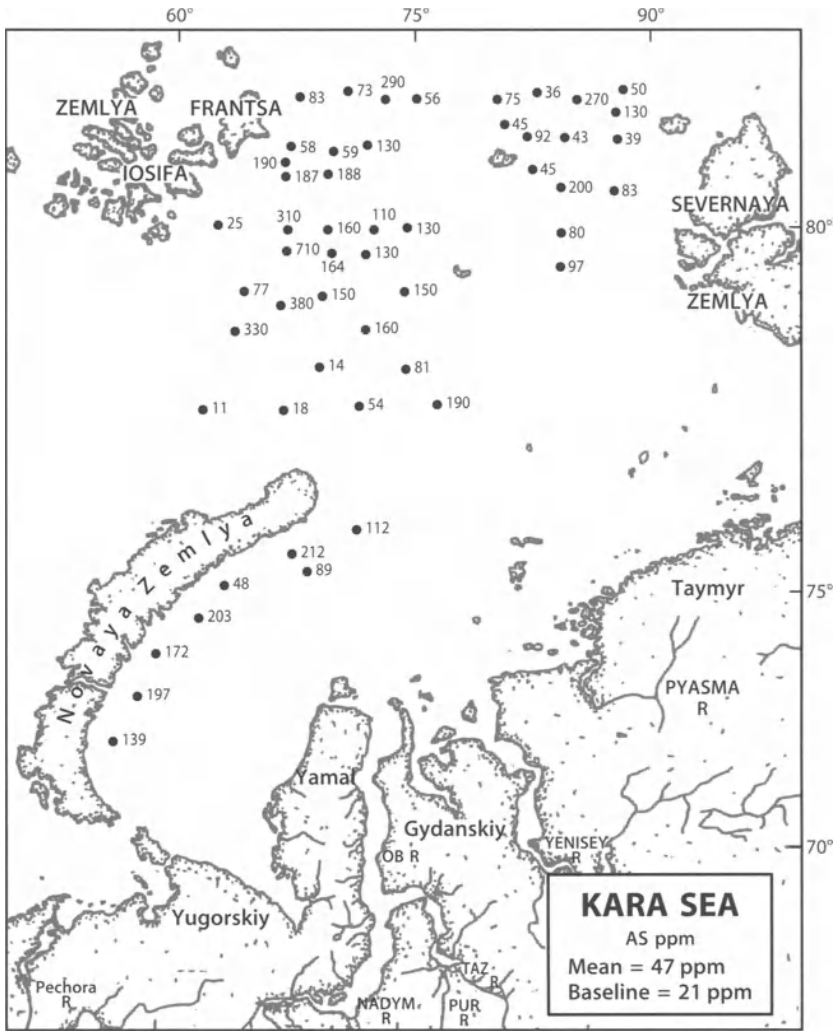 60° 75° 90°
ZEMLYA FRANTSA
IOSIFA
83 73 290 56 75 36 270 50
130
45 92 43 39
58 59 130
190
187 188
45
200 83
SEVERNAYA
ZEMLYA
25 310 160 110 130
80°
710 164 130
80
97
77 380 150 150
330 160
14 81
11 18 54 190
Novaya Zemlya
112
212
89
48
203
172
197
139
75°
Taymyr
PYASMA
R
Yamal
Gydanskiy
OB R
YENISEY
R
70°
Yugorskiy
Pechora
R
NADYM
R
PUR
R
TAZ
R
KARA SEA
AS ppm
Mean = 47 ppm
Baseline = 21 ppm